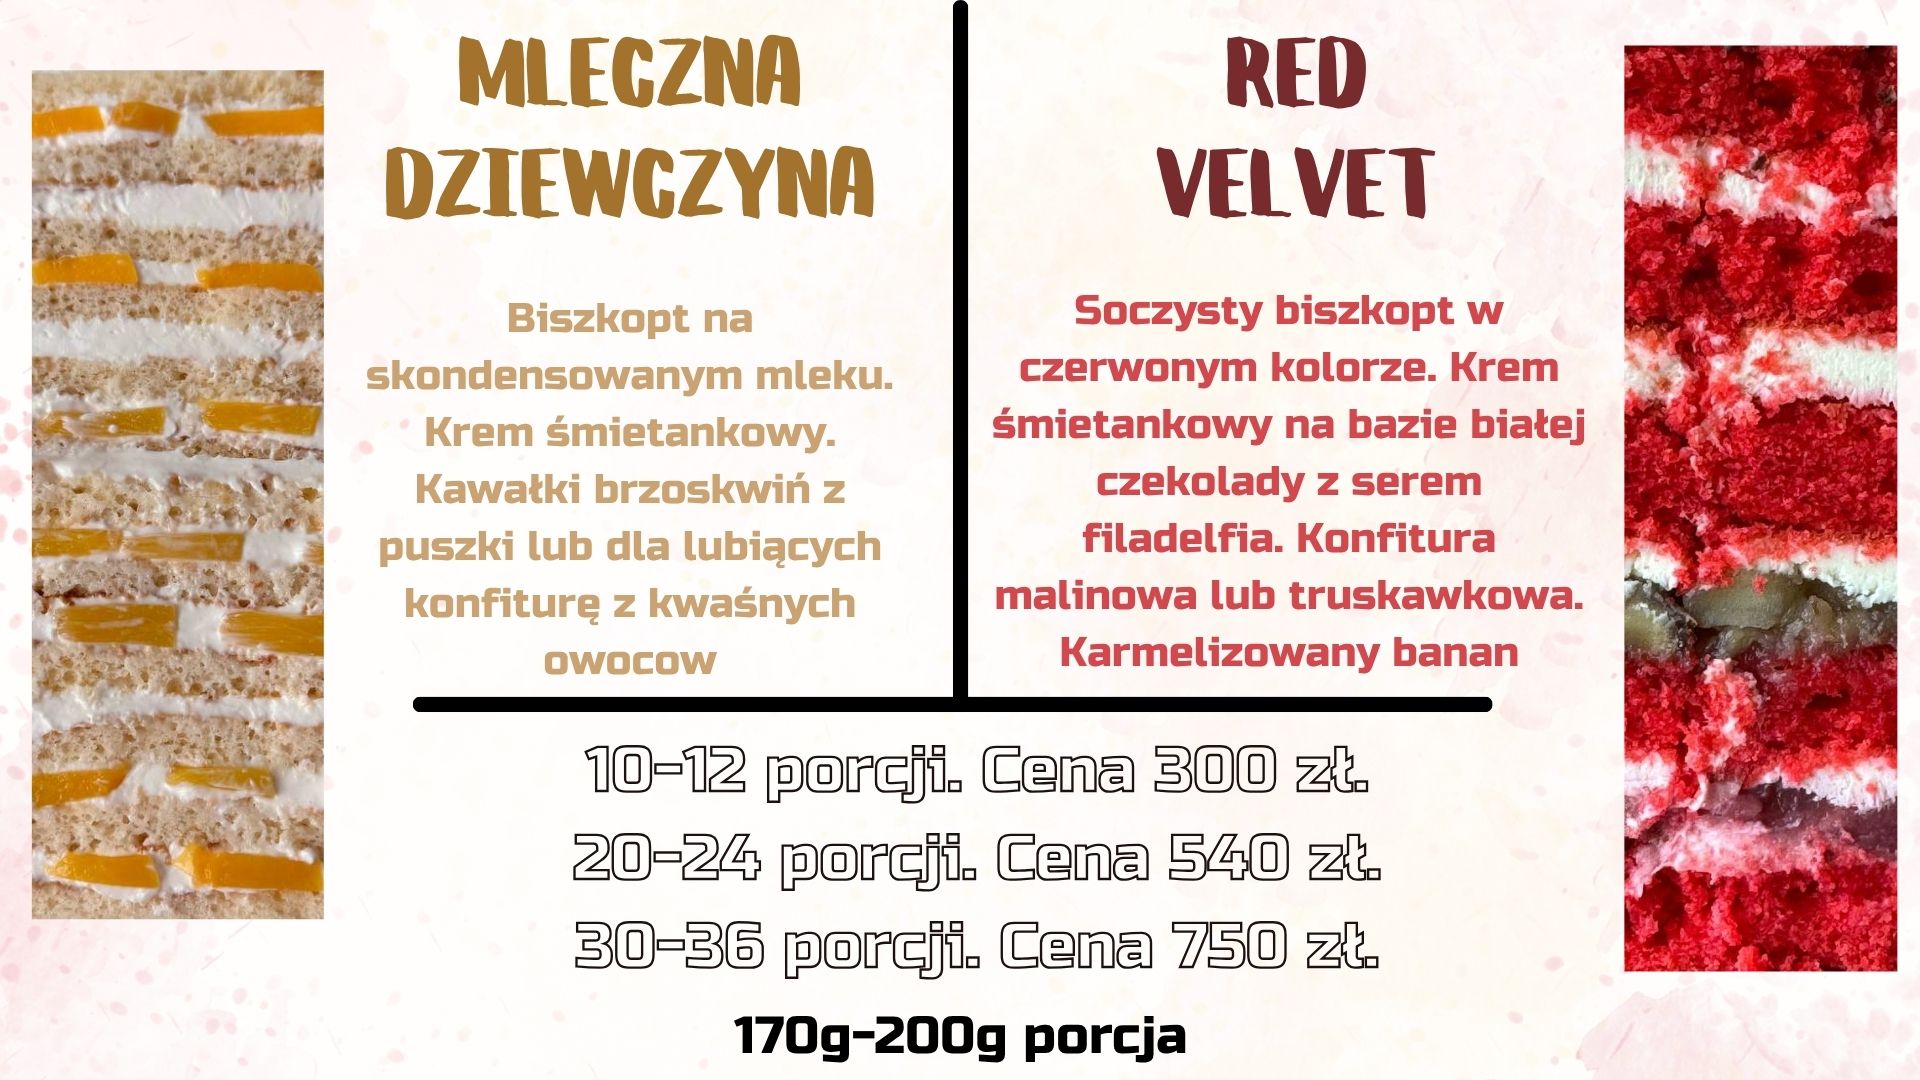 MLECZNA
DZIEWCZYNA
Biszkopt na
skondensowanym mleku.
Krem śmietankowy.
Kawałki brzoskwiń z
puszki lub dla lubiących
konfiturę z kwaśnych
owocow
RED
VELVET
Soczysty biszkopt w
czerwonym kolorze. Krem
śmietankowy na bazie białej
czekolady z serem
filadelfia. Konfitura
malinowa lub truskawkowa.
Karmelizowany banan
10-12 porcji. Cena 300 zł.
20-24 porcji. Cena 540 zł.
30-36 porcji. Cena 750 zł.
170g-200g porcja